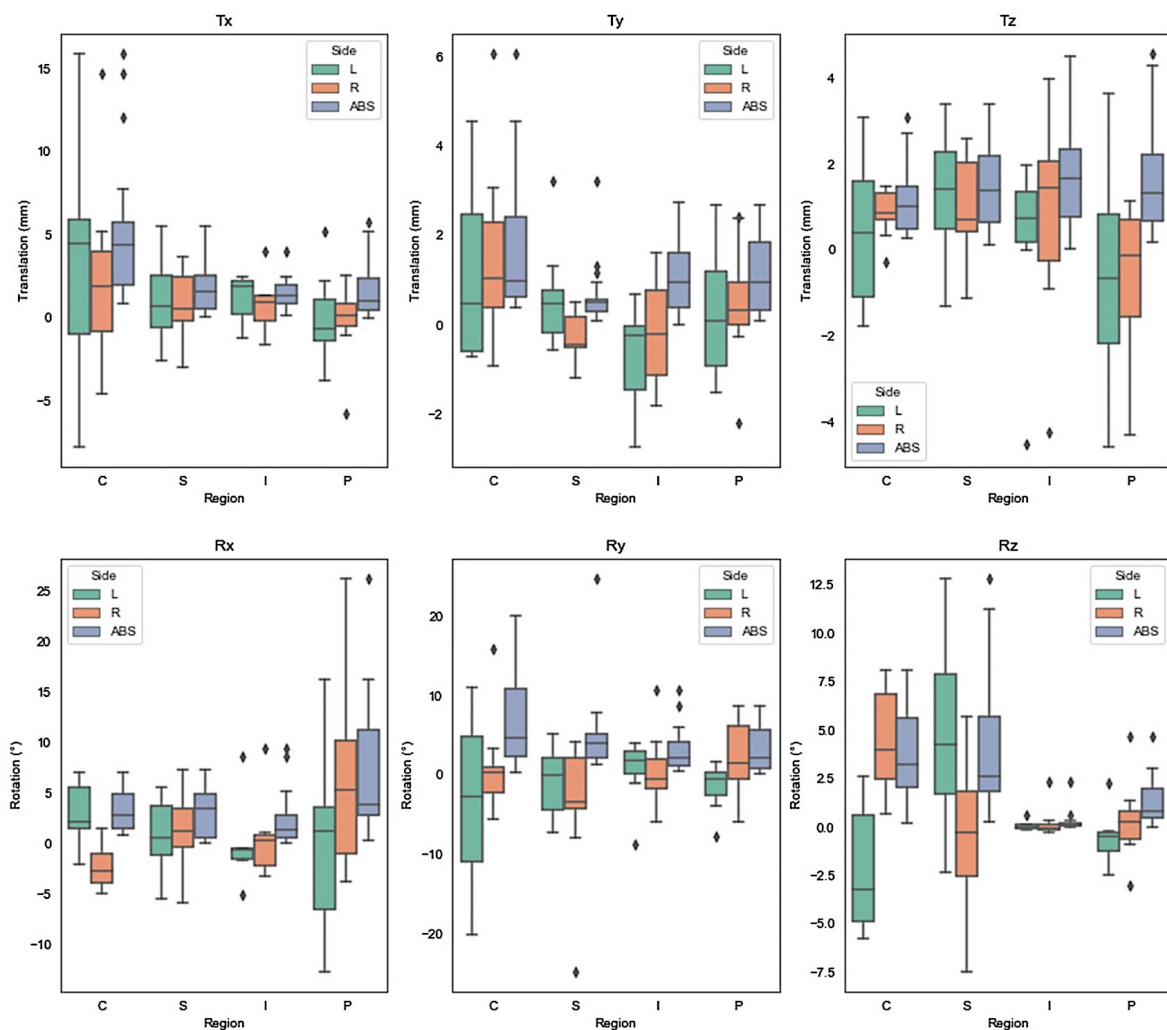 Tx
Translation (mm)
15
10
5
0
−5
Side
L
R
ABS
C S I P
Region
Ty
Translation (mm)
6
4
2
0
−2
Side
L
R
ABS
C S I P
Region
Tz
Translation (mm)
4
2
0
−2
−4
Side
L
R
ABS
C S I P
Region
Rx
Rotation (°)
25
20
15
10
5
0
−5
−10
Side
L
R
ABS
C S I P
Region
Ry
Rotation (°)
20
10
0
−10
−20
Side
L
R
ABS
C S I P
Region
Rz
Rotation (°)
12.5
10.0
7.5
5.0
2.5
0.0
−2.5
−5.0
−7.5
Side
L
R
ABS
C S I P
Region